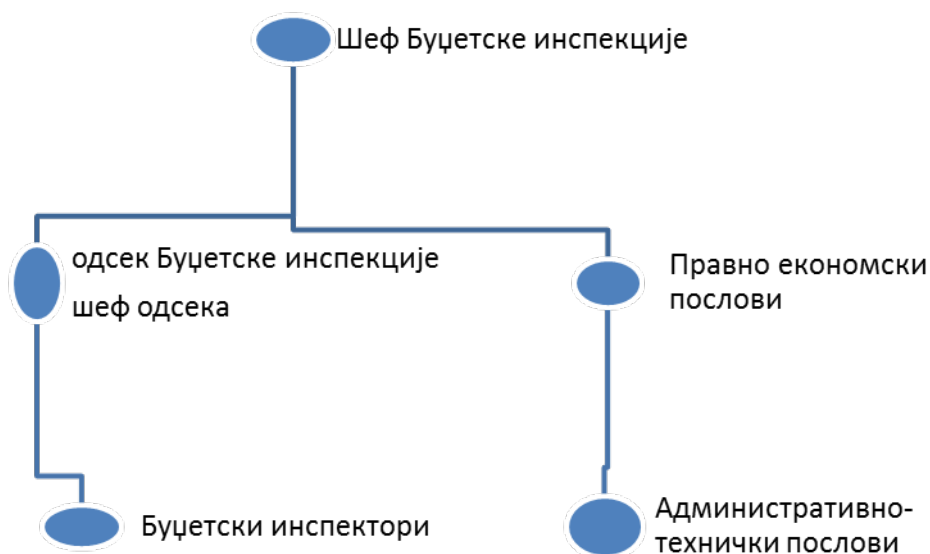 Шеф Буџетске инспекције
одсек Буџетске инспекције
шеф одсека
Правно економски
послови
Буџетски инспектори
Административно-
технички послови